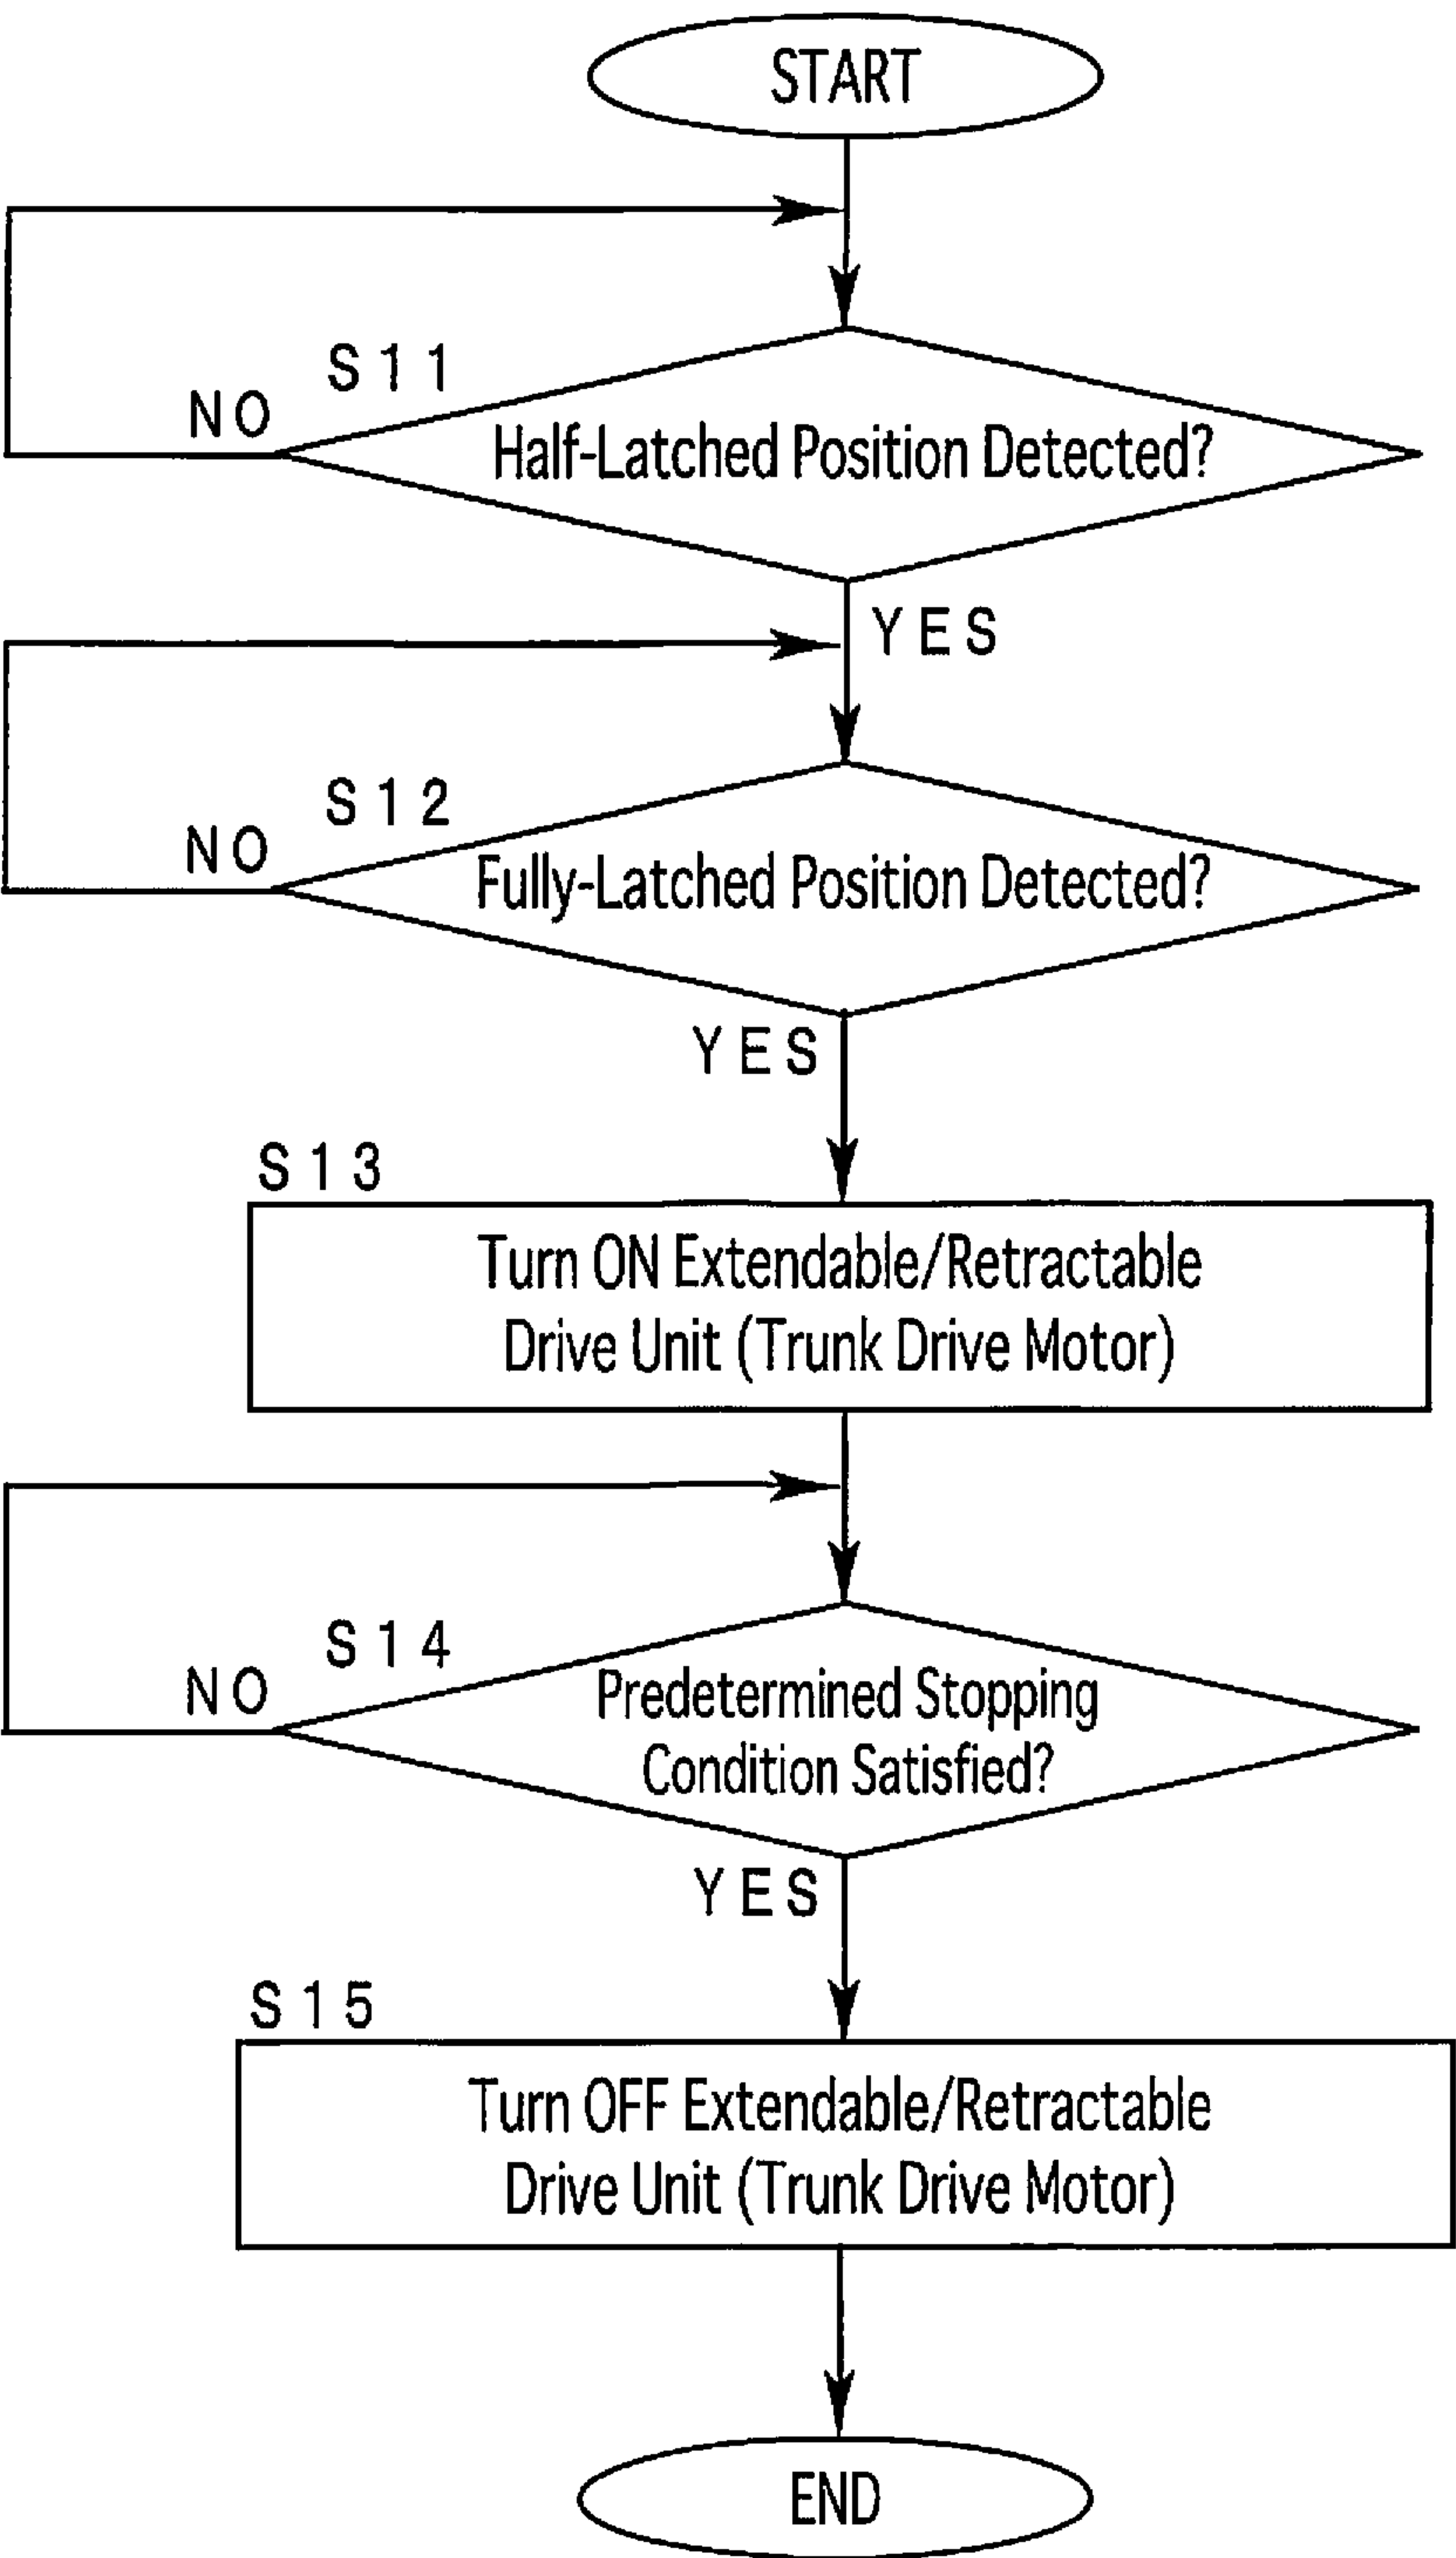 START
S11
NO
Half-Latched Position Detected?
YES
S12
NO
Fully-Latched Position Detected?
YES
S13
Turn ON Extendable/Retractable
Drive Unit (Trunk Drive Motor)
S14
NO
Predetermined Stopping
Condition Satisfied?
YES
S15
Turn OFF Extendable/Retractable
Drive Unit (Trunk Drive Motor)
END